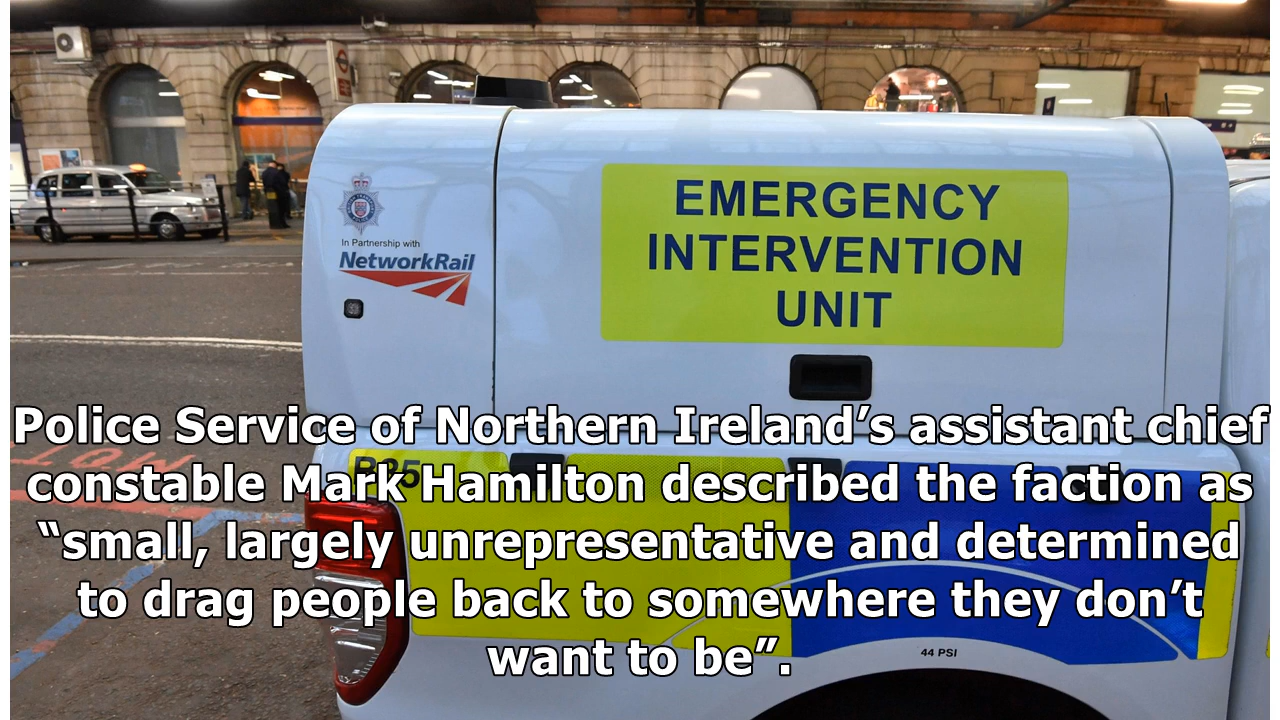 EMERGENCY
INTERVENTION
UNIT
In Partnership with
NetworkRail
Police Service of Northern Ireland’s assistant chief
constable Mark Hamilton described the faction as
“small, largely unrepresentative and determined
to drag people back to somewhere they don’t
want to be”.
44 PSI